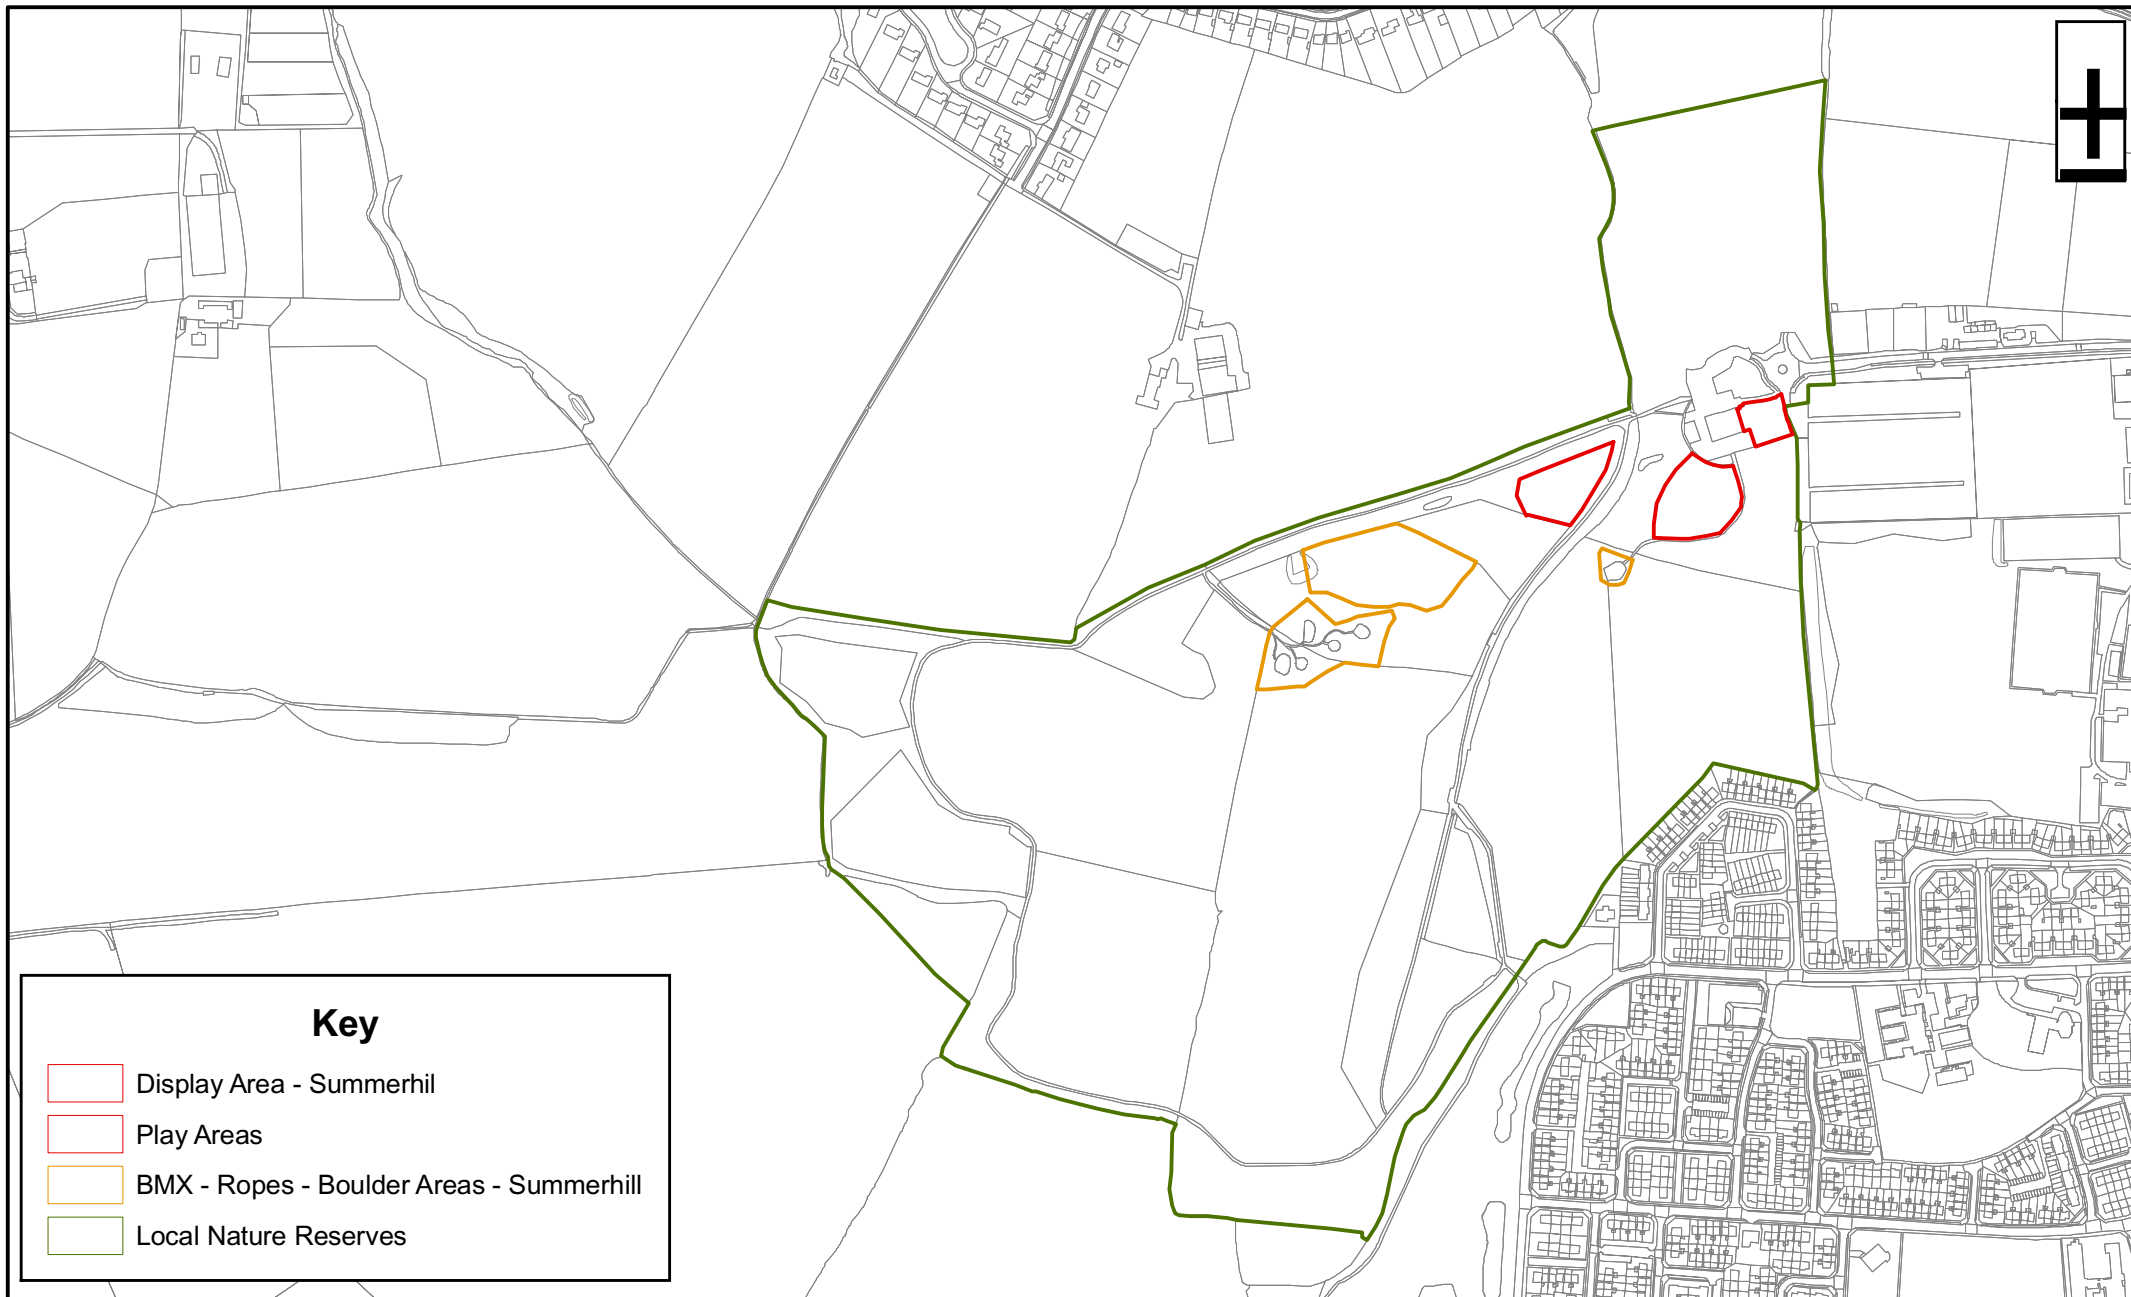 Key
Display Area - Summerhil
Play Areas
BMX - Ropes - Boulder Areas - Summerhill
Local Nature Reserves